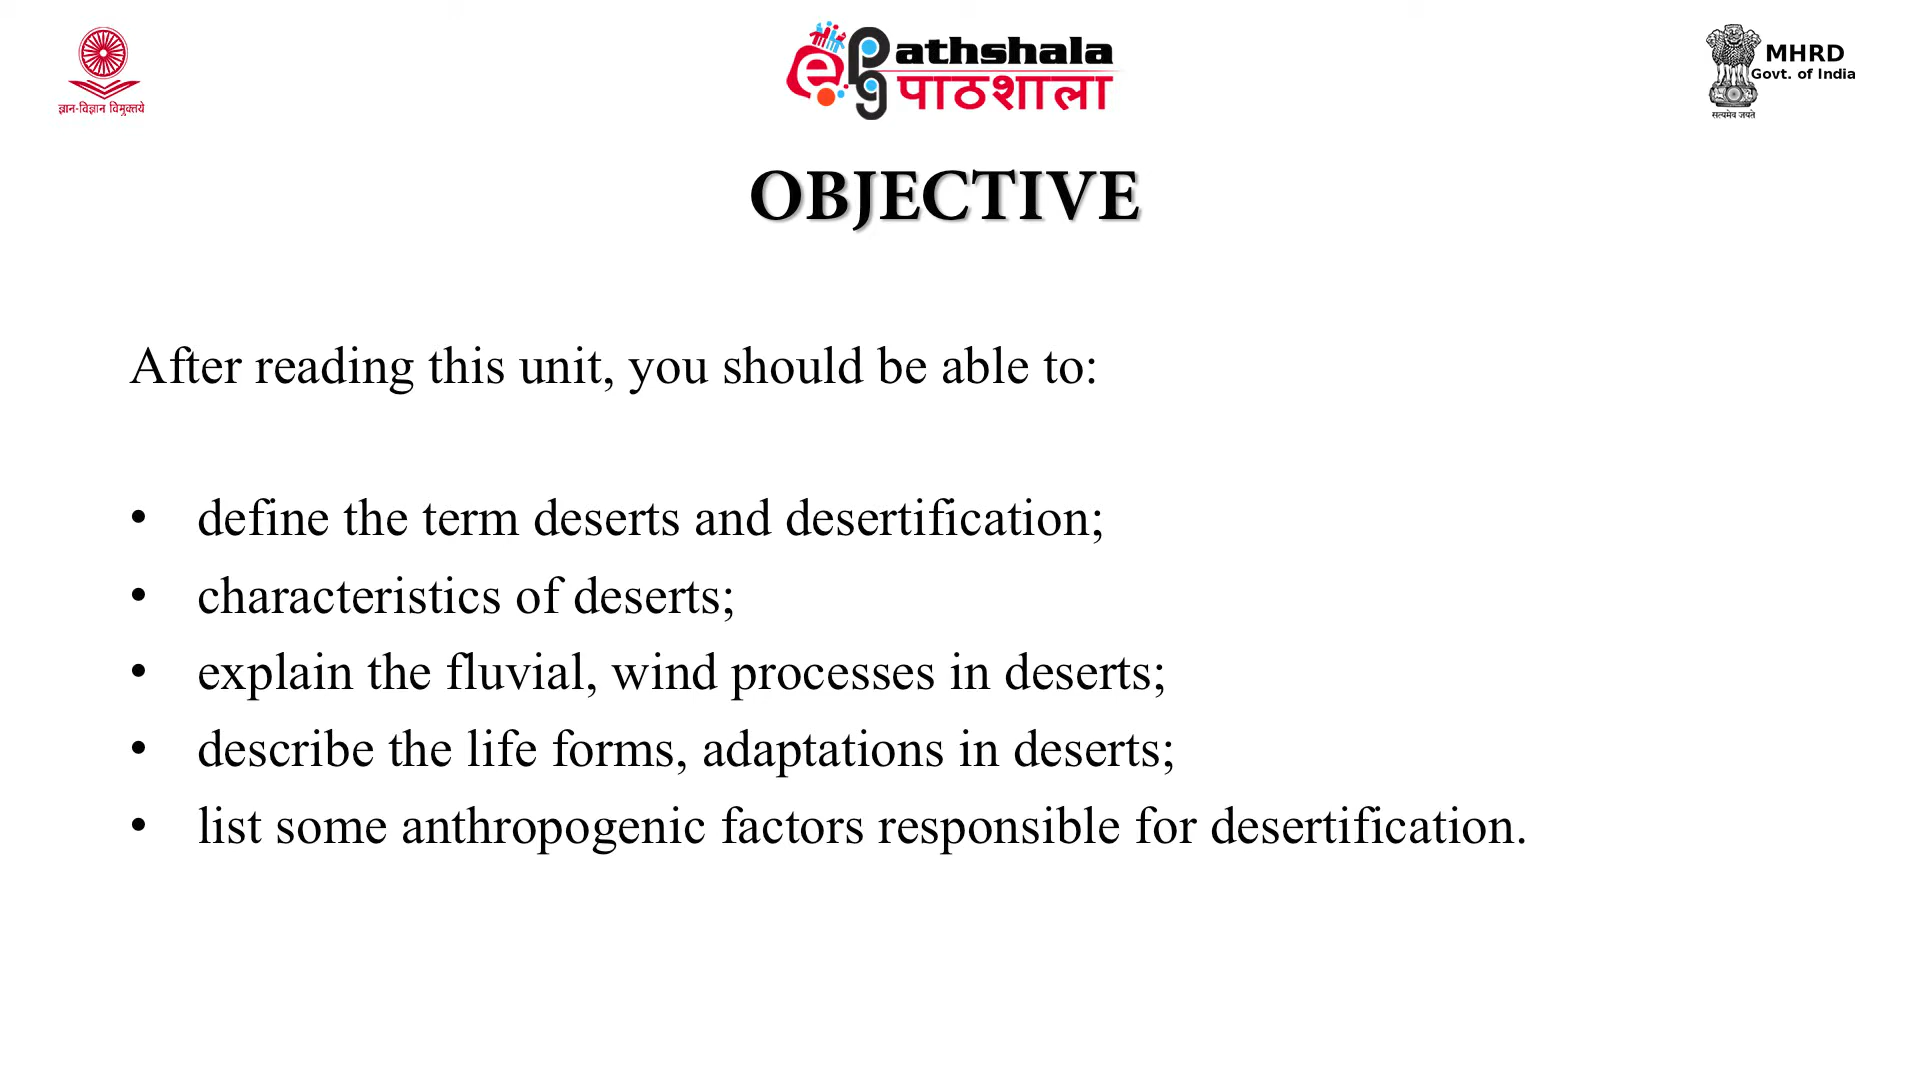 ज्ञान-विज्ञान विमुक्तये
athshala
पाठशाला
MHRD
Govt. of India
सत्यमेव जयते
OBJECTIVE
After reading this unit, you should be able to:
• define the term deserts and desertification;
• characteristics of deserts;
• explain the fluvial, wind processes in deserts;
• describe the life forms, adaptations in deserts;
• list some anthropogenic factors responsible for desertification.